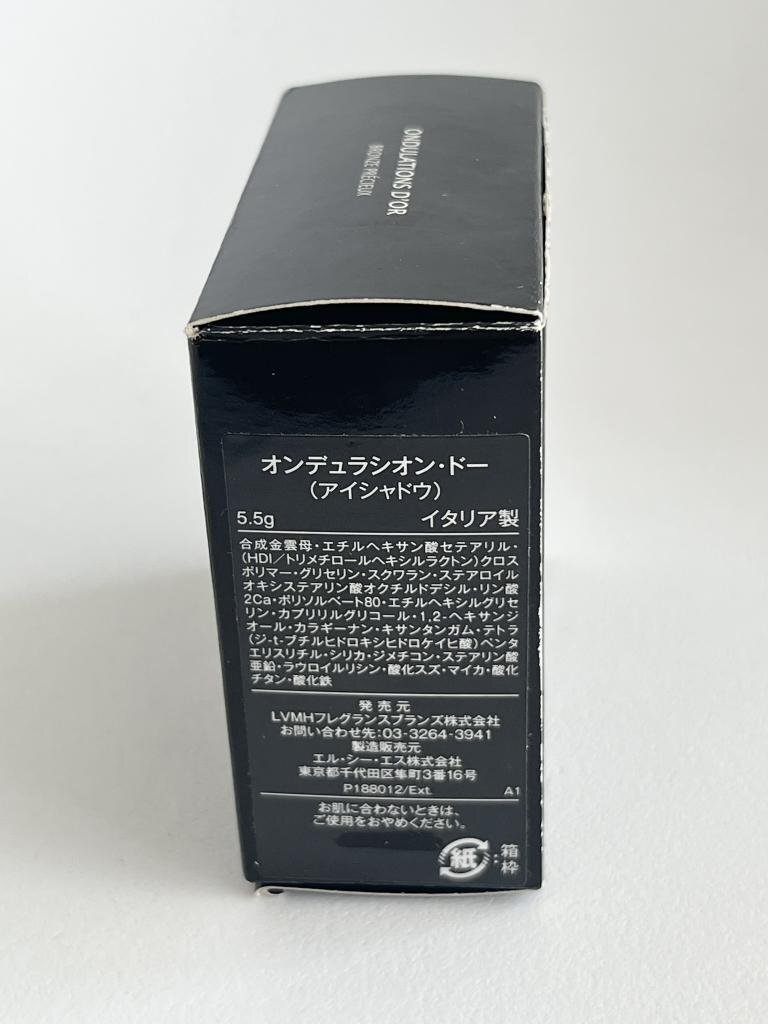 ONDULATIONS D'OR
BRONZE PRÉCIEUX
オンデュラシオン・ドー
(アイシャドウ)
5.5g イタリア製
合成金雲母・エチルヘキサン酸セテアリル・
(HDI/トリメチロールヘキシルラクトン)クロス
ポリマー・グリセリン・スクワラン・ステアロイル
オキシステアリン酸オクチルドデシル・リン酸
2Ca・ポリソルベート80・エチルヘキシルグリセ
リン・カプリリルグリコール・1,2-ヘキサンジ
オール・カラギーナン・キサンタンガム・テトラ
(ジ-t-ブチルヒドロキシヒドロケイヒ酸)ペンタ
エリスリチル・シリカ・ジメチコン・ステアリン酸
亜鉛・ラウロイルリシン・酸化スズ・マイカ・酸化
チタン・酸化鉄
発売元
LVMHフレグランスブランズ株式会社
お問い合わせ先:03-3264-3941
製造販売元
エル・シー・エス株式会社
東京都千代田区隼町3番16号
P188012/Ext. A1
お肌に合わないときは、
ご使用をおやめください。
紙:箱
枠